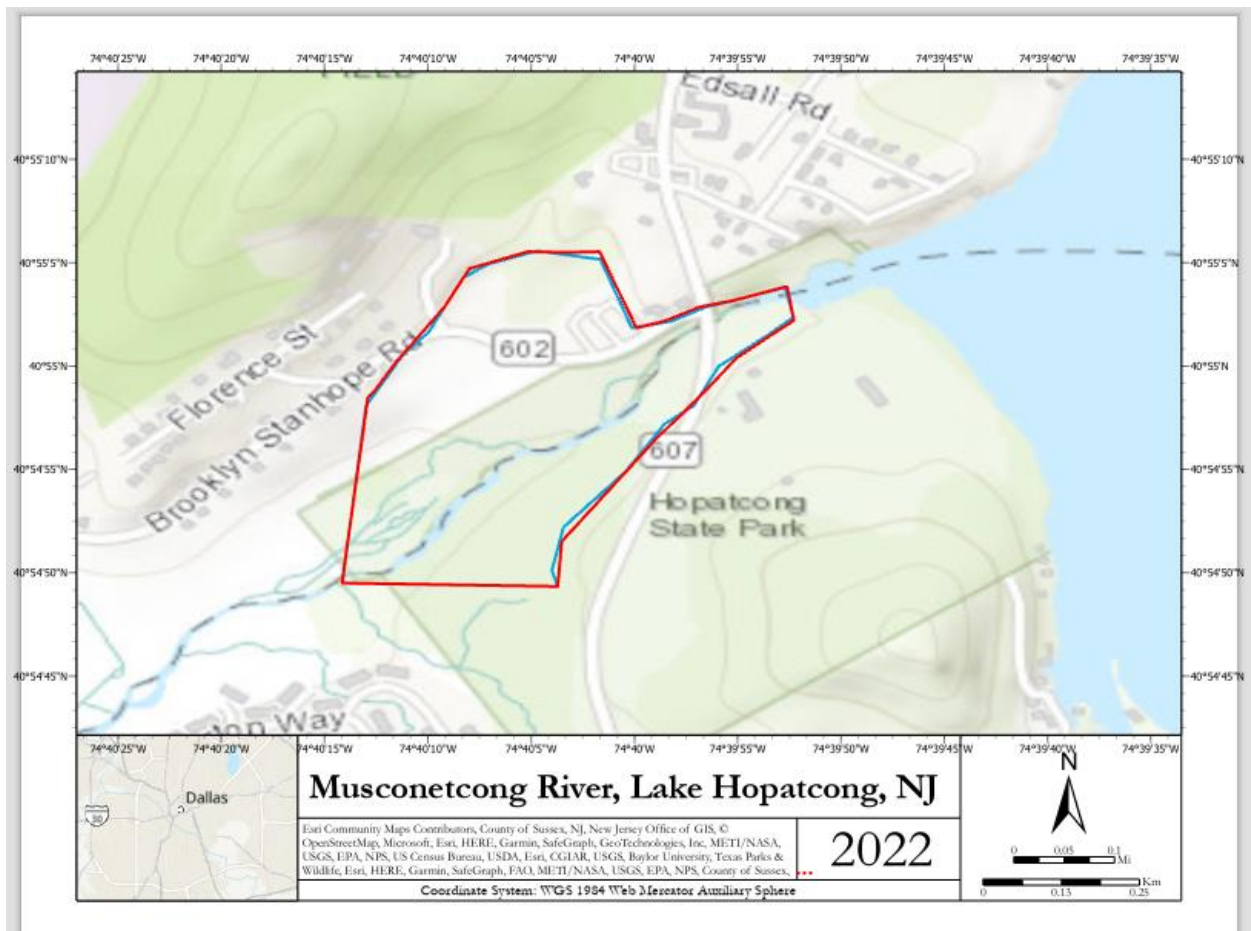 74°40'25"W 74°40'20"W 74°40'15"W 74°40'10"W 74°40'5"W 74°40'0"W 74°39'55"W 74°39'50"W 74°39'45"W 74°39'40"W 74°39'35"W
FIELD
Edsall Rd
40°55'10"N 40°55'10"N
40°55'5"N 40°55'5"N
602
40°55'N 40°55'N
Florence St
Brooklyn Stanhope Rd
607
40°54'55"N 40°54'55"N
Hopatcong
State Park
40°54'50"N 40°54'50"N
40°54'45"N 40°54'45"N
Way
74°40'25"W 74°40'20"W 74°40'15"W 74°40'10"W 74°40'5"W 74°40'0"W 74°39'55"W 74°39'50"W 74°39'45"W 74°39'40"W 74°39'35"W
Dallas
30
Musconetcong River, Lake Hopatcong, NJ
Esri Community Maps Contributors, County of Sussex, NJ, New Jersey Office of GIS, ©
OpenStreetMap, Microsoft, Esri, HERE, Garmin, SafeGraph, GeoTechnologies, Inc, METI/NASA,
USGS, EPA, NPS, US Census Bureau, USDA, Esri, CGIAR, USGS, Baylor University, Texas Parks &
Wildlife, Esri, HERE, Garmin, SafeGraph, FAO, METI/NASA, USGS, EPA, NPS, County of Sussex, ...
2022
Coordinate System: WGS 1984 Web Mercator Auxiliary Sphere
N
0 0.05 0.1
Mi
Km
0 0.13 0.25